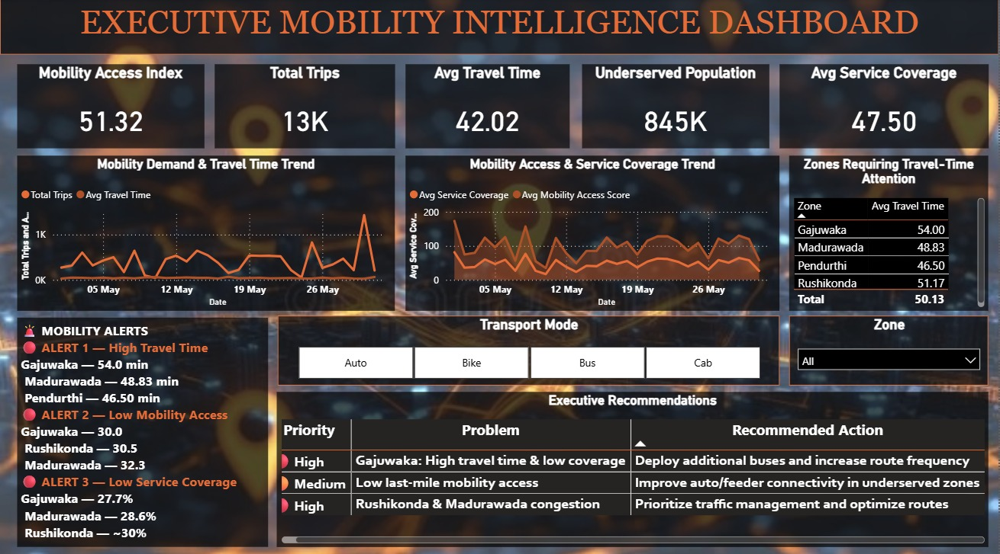 EXECUTIVE MOBILITY INTELLIGENCE DASHBOARD
Mobility Access Index
51.32
Total Trips
13K
Avg Travel Time
42.02
Underserved Population
845K
Avg Service Coverage
47.50
Mobility Demand & Travel Time Trend
Total Trips Avg Travel Time
Total Trips and A...
1K
0K
05 May 12 May 19 May 26 May
Date
Mobility Access & Service Coverage Trend
Avg Service Coverage Avg Mobility Access Score
Avg Service Cov...
200
100
0
05 May 12 May 19 May 26 May
Date
Zones Requiring Travel-Time
Attention
Zone Avg Travel Time
Gajuwaka 54.00
Madurawada 48.83
Pendurthi 46.50
Rushikonda 51.17
Total 50.13
🚨 MOBILITY ALERTS
🔴 ALERT 1 — High Travel Time
Gajuwaka — 54.0 min
Madurawada — 48.83 min
Pendurthi — 46.50 min
🔴 ALERT 2 — Low Mobility Access
Gajuwaka — 30.0
Rushikonda — 30.5
Madurawada — 32.3
🔴 ALERT 3 — Low Service Coverage
Gajuwaka — 27.7%
Madurawada — 28.6%
Rushikonda — ~30%
Transport Mode
Auto Bike Bus Cab
Zone
All
Executive Recommendations
Priority Problem Recommended Action
High Gajuwaka: High travel time & low coverage Deploy additional buses and increase route frequency
Medium Low last-mile mobility access Improve auto/feeder connectivity in underserved zones
High Rushikonda & Madurawada congestion Prioritize traffic management and optimize routes